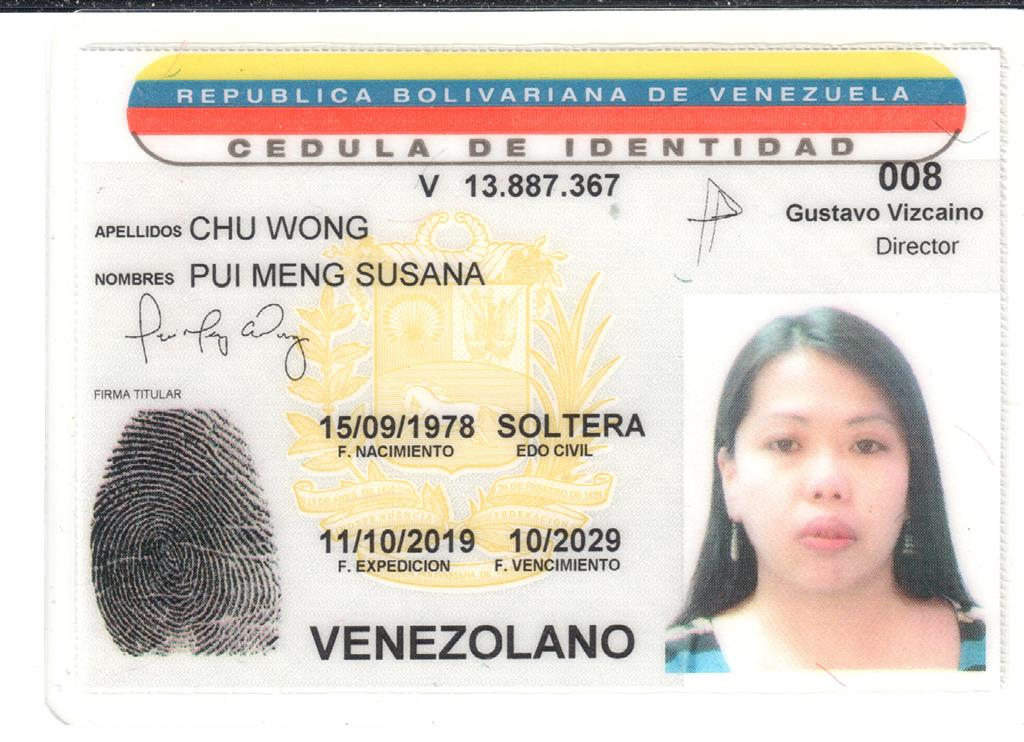 REPUBLICA BOLIVARIANA DE VENEZUELA
CEDULA DE IDENTIDAD
V 13.887.367
008
Gustavo Vizcaino
Director
APELLIDOS CHU WONG
NOMBRES PUI MENG SUSANA
FIRMA TITULAR
15/09/1978 SOLTERA
F. NACIMIENTO EDO CIVIL
11/10/2019 10/2029
F. EXPEDICION F. VENCIMIENTO
VENEZOLANO